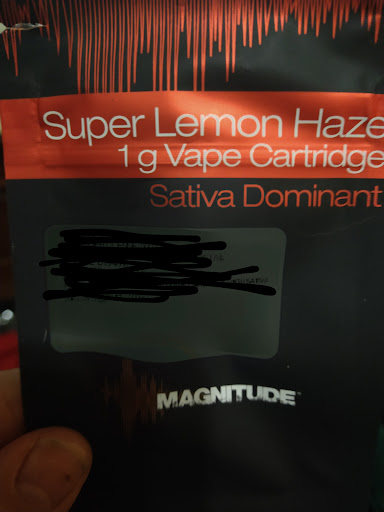 Super Lemon Haze
1 g Vape Cartridge
Sativa Dominant
MAGNITUDE